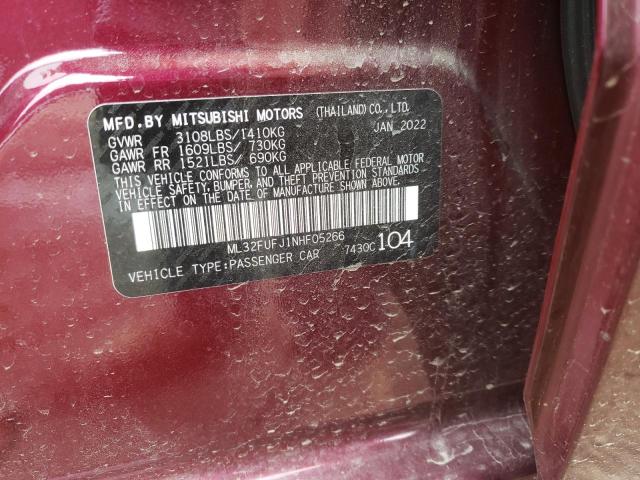 MFD.BY MITSUBISHI MOTORS (THAILAND)CO.,LTD.
GVWR 3108LBS/1410KG JAN 2022
GAWR FR 1609LBS/ 730KG
GAWR RR 1521LBS/ 690KG
THIS VEHICLE CONFORMS TO ALL APPLICABLE FEDERAL MOTOR
VEHICLE SAFETY, BUMPER, AND THEFT PREVENTION STANDARDS
IN EFFECT ON THE DATE OF MANUFACTURE SHOWN ABOVE.
ML32FUFJ1NHF05266
VEHICLE TYPE:PASSENGER CAR 7430C 104